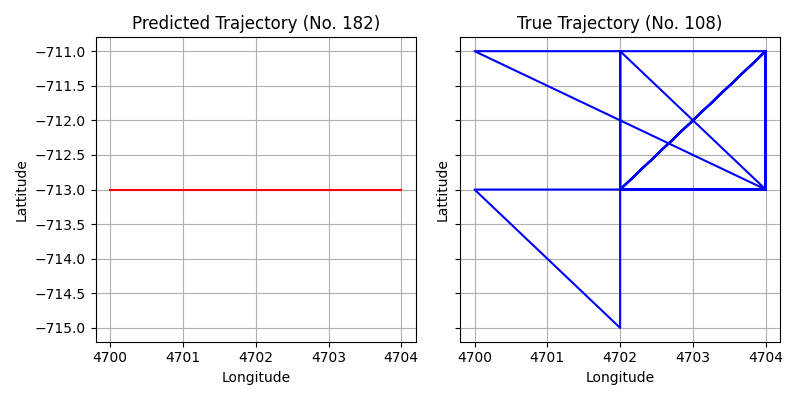 Predicted Trajectory (No. 182)
True Trajectory (No. 108)
−711.0
−711.5
−712.0
−712.5
−713.0
−713.5
−714.0
−714.5
−715.0
Lattitude
Lattitude
4700 4701 4702 4703 4704
4700 4701 4702 4703 4704
Longitude
Longitude